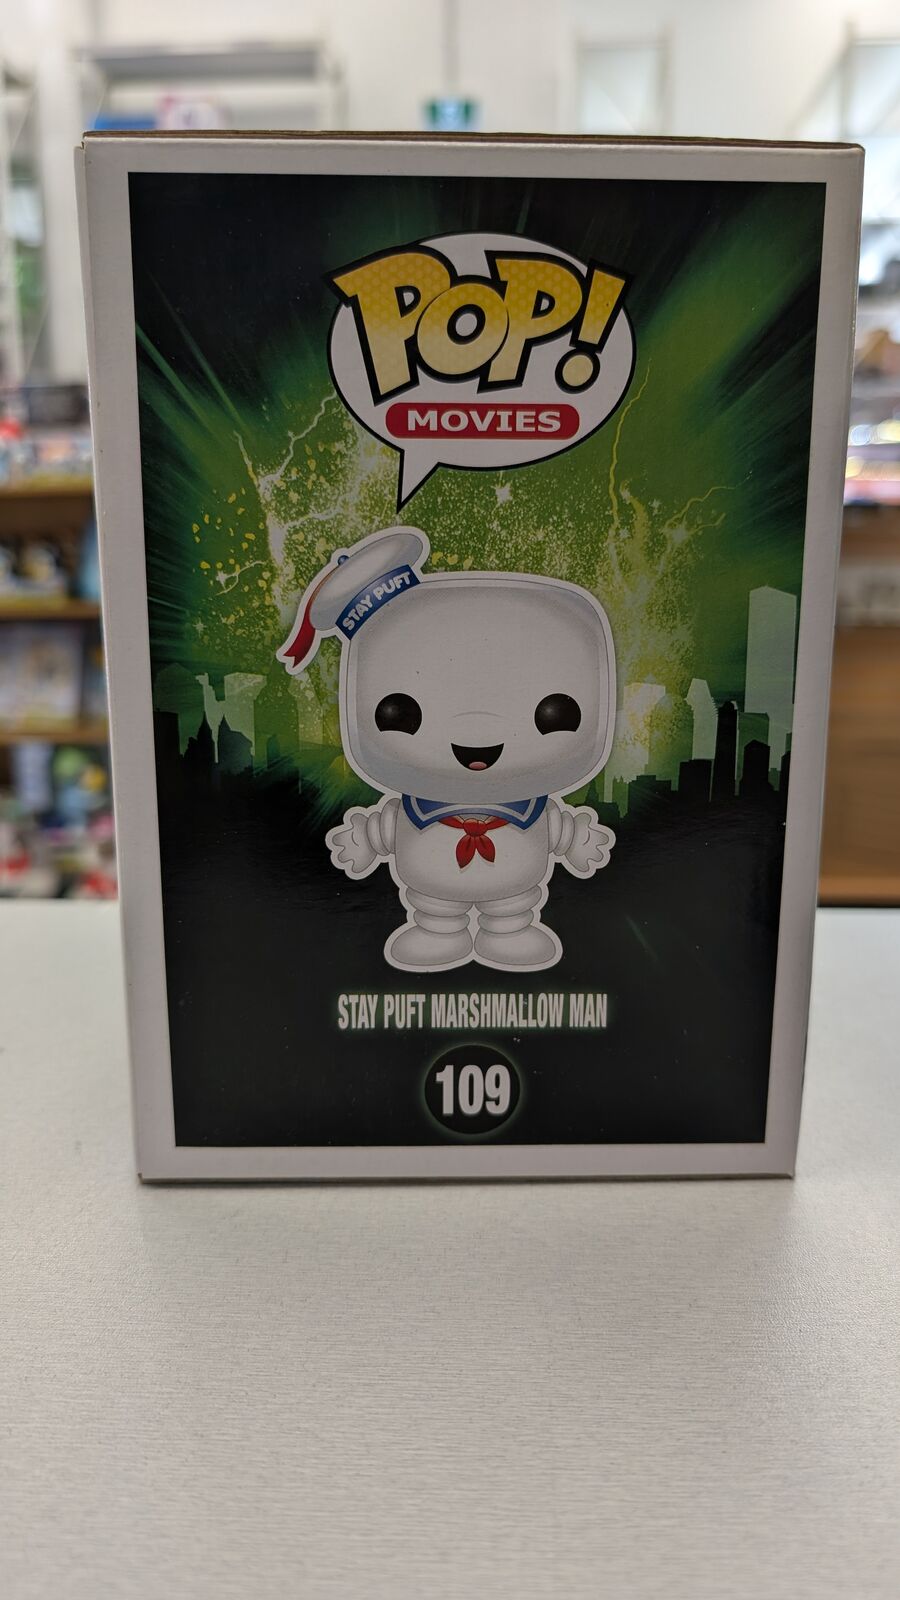 POP!
MOVIES
STAY PUFT
STAY PUFT MARSHMALLOW MAN
109